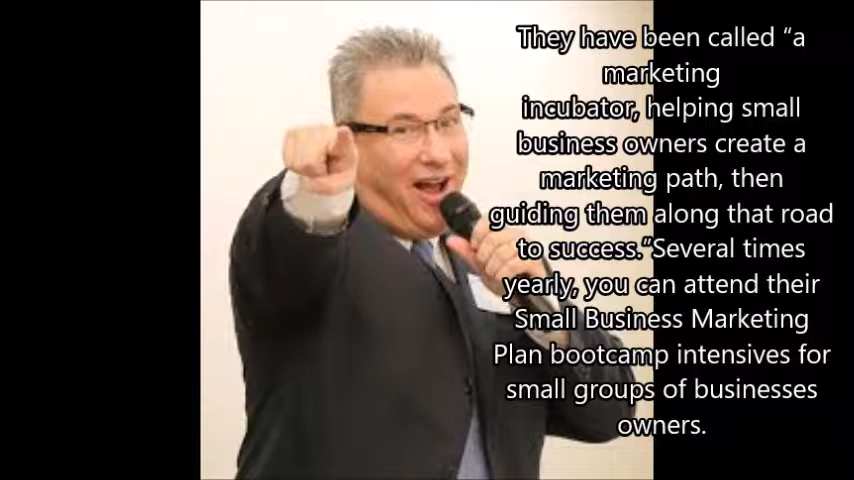 They have been called “a
marketing
incubator, helping small
business owners create a
marketing path, then
guiding them along that road
to success.”Several times
yearly, you can attend their
Small Business Marketing
Plan bootcamp intensives for
small groups of businesses
owners.